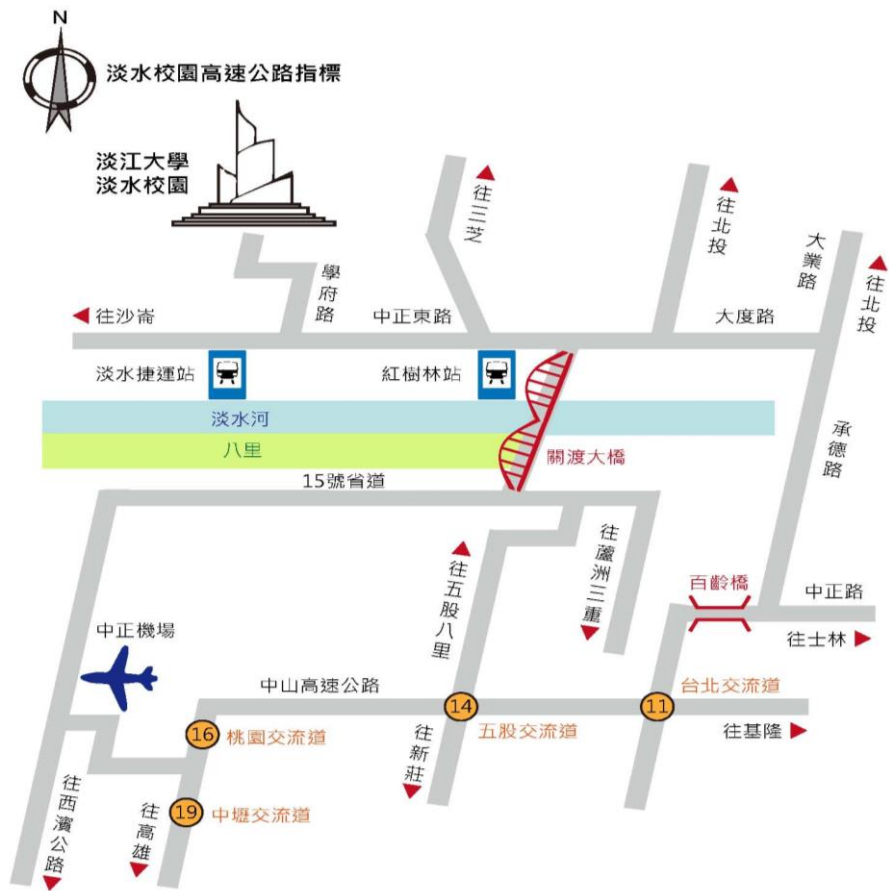 N
淡水校園高速公路指標
淡江大學
淡水校園
往三芝
往北投
大業路
往北投
學府路
往沙崙
中正東路
大度路
淡水捷運站
紅樹林站
淡水河
八里
關渡大橋
承德路
15號省道
往五股八里
往蘆洲三重
百齡橋
中正路
往士林
中正機場
中山高速公路
台北交流道
14
11
16
桃園交流道
五股交流道
往基隆
往新莊
往西濱公路
往高雄
19
中壢交流道